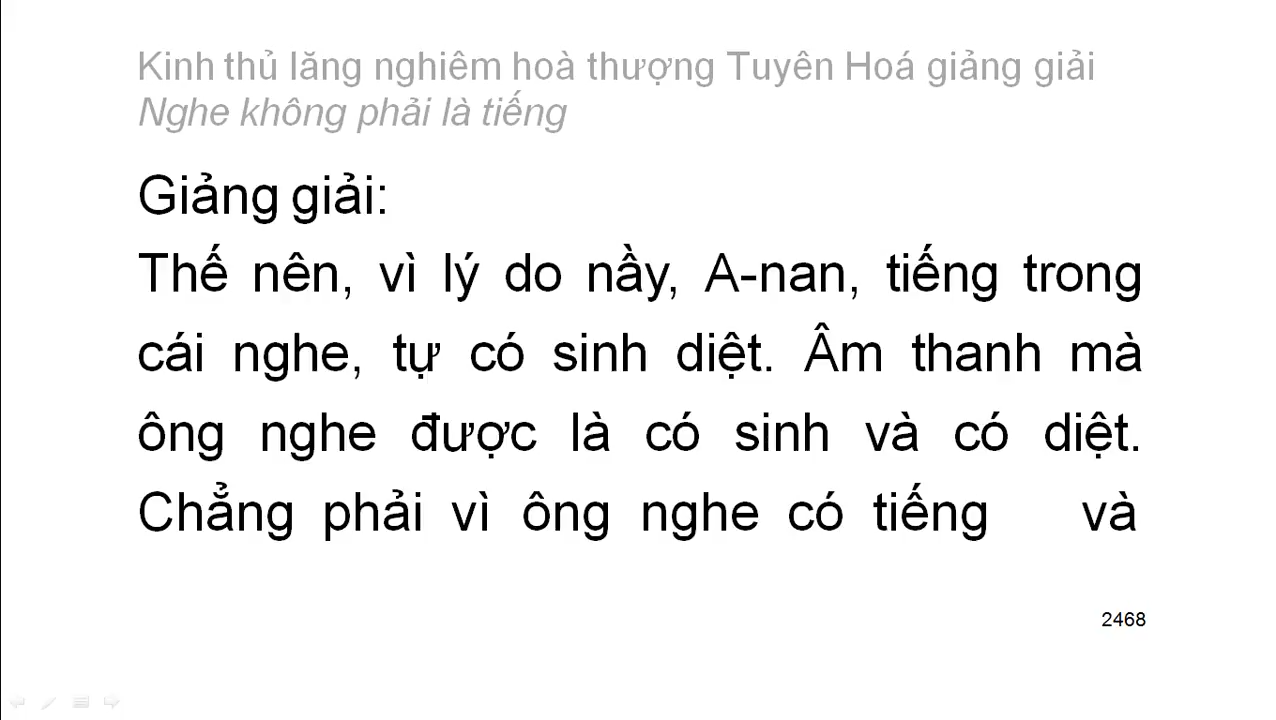 Kinh thủ lăng nghiêm hoà thượng Tuyên Hoá giảng giải
Nghe không phải là tiếng
Giảng giải:
Thế nên, vì lý do nầy, A-nan, tiếng trong
cái nghe, tự có sinh diệt. Âm thanh mà
ông nghe được là có sinh và có diệt.
Chẳng phải vì ông nghe có tiếng và
2468